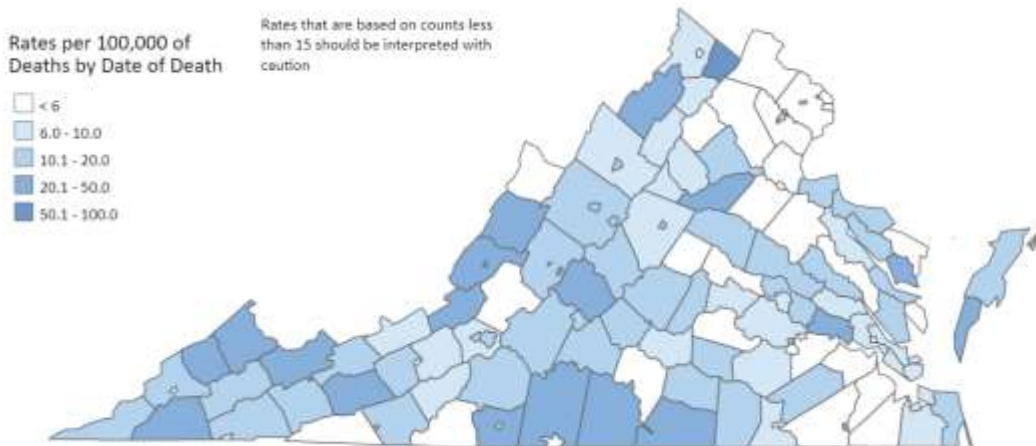 Rates per 100,000 of
Deaths by Date of Death
< 6
6.0 - 10.0
10.1 - 20.0
20.1 - 50.0
50.1 - 100.0
Rates that are based on counts less
than 15 should be interpreted with
caution